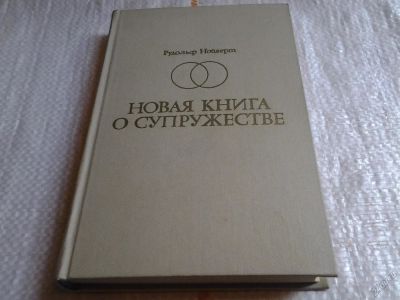 Рудольф Нойберт
НОВАЯ КНИГА
О СУПРУЖЕСТВЕ